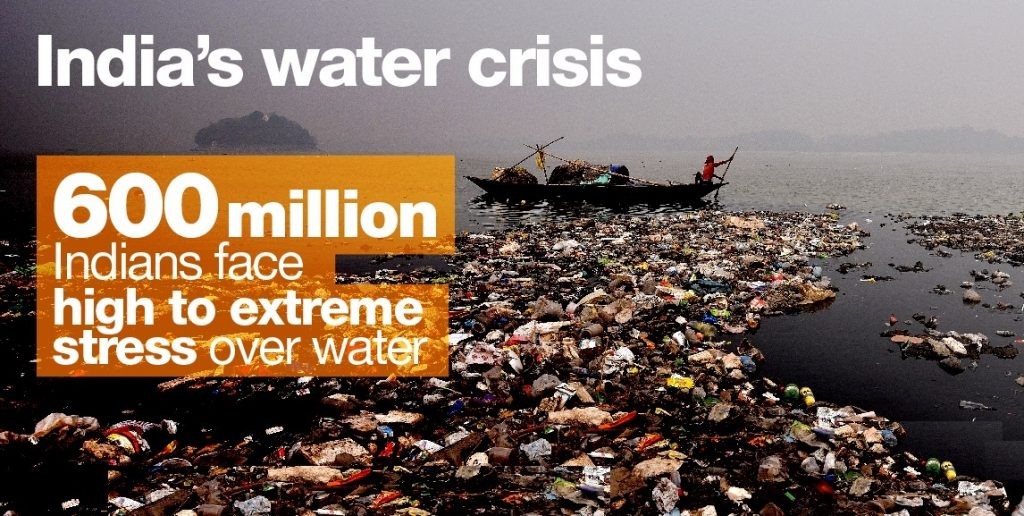 India’s water crisis
600 million
Indians face
high to extreme
stress over water